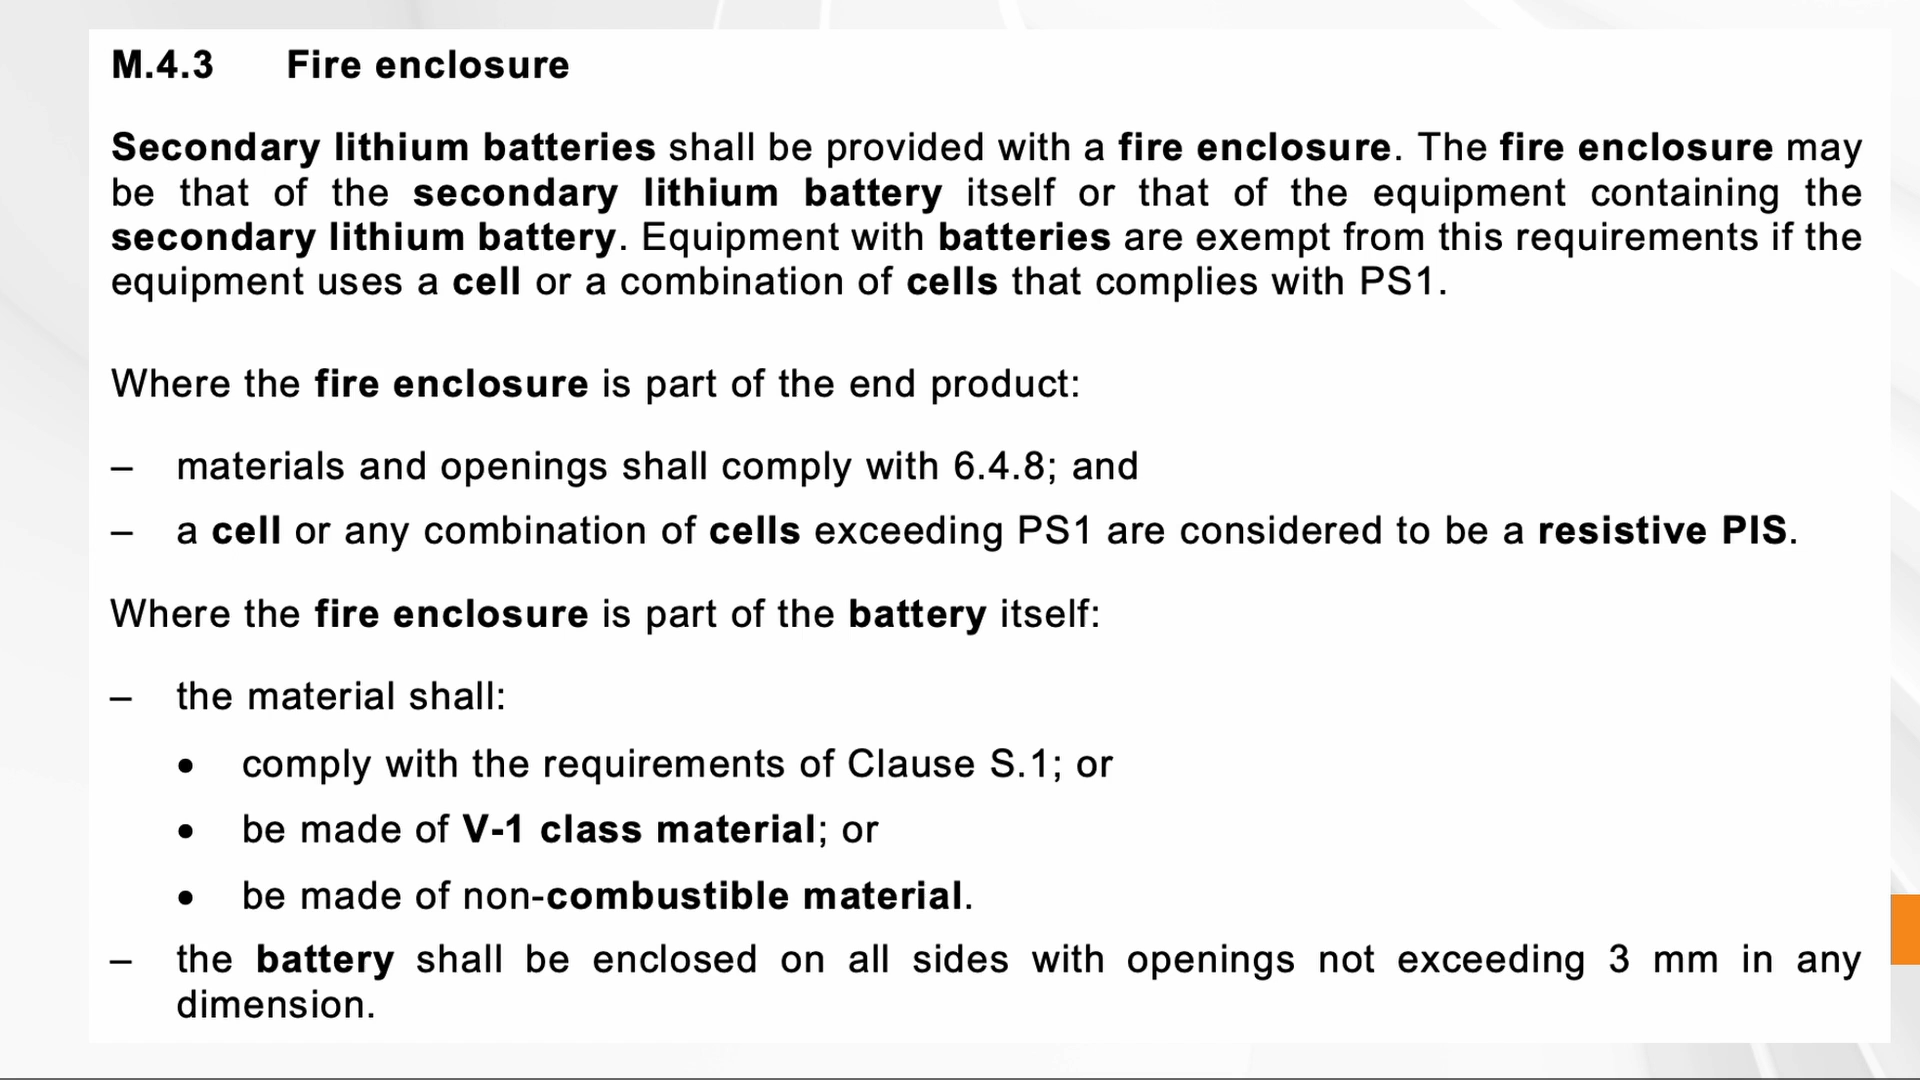 M.4.3 Fire enclosure
Secondary lithium batteries shall be provided with a fire enclosure. The fire enclosure may
be that of the secondary lithium battery itself or that of the equipment containing the
secondary lithium battery. Equipment with batteries are exempt from this requirements if the
equipment uses a cell or a combination of cells that complies with PS1.
Where the fire enclosure is part of the end product:
– materials and openings shall comply with 6.4.8; and
– a cell or any combination of cells exceeding PS1 are considered to be a resistive PIS.
Where the fire enclosure is part of the battery itself:
– the material shall:
• comply with the requirements of Clause S.1; or
• be made of V-1 class material; or
• be made of non-combustible material.
– the battery shall be enclosed on all sides with openings not exceeding 3 mm in any
dimension.